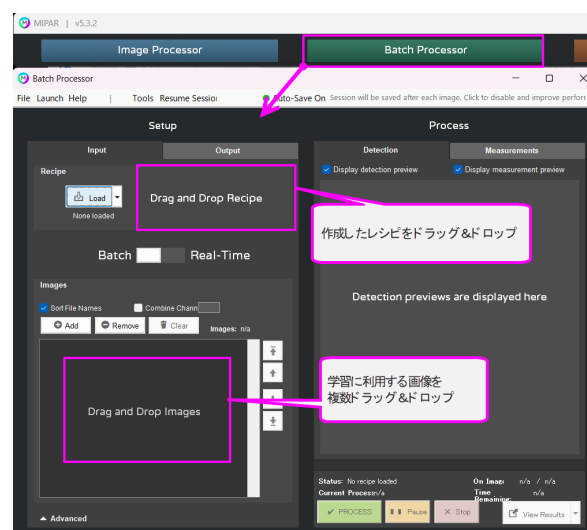 MIPAR | v5.3.2
Image Processor
Batch Processor
Batch Processor
File Launch Help | Tools Resume Session Auto-Save On Session will be saved after each image. Click to disable and improve perfor
Setup
Process
Input
Output
Detection
Measurements
Recipe
Display detection preview
Display measurement preview
Load
None loaded
Drag and Drop Recipe
作成したレシピをドラッグ&ドロップ
Batch
Real-Time
Images
Sort File Names
Combine Chann
Add
Remove
Clear
Images: n/a
Detection previews are displayed here
Drag and Drop Images
学習に利用する画像を
複数ドラッグ&ドロップ
Status: No recipe loaded
On Image n/a / n/a
Current Process: n/a
Time Remaining: n/a
PROCESS
Pause
Stop
View Results
Advanced